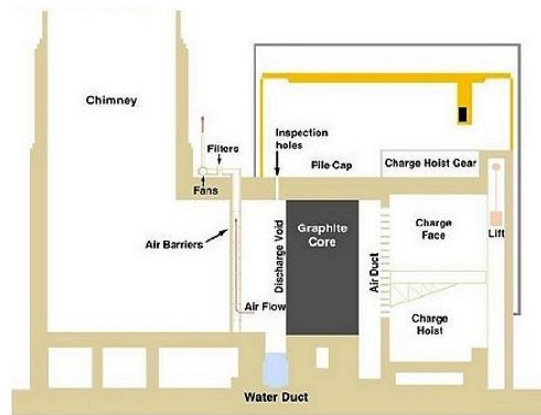 Chimney
Inspection
holes
Filters
Pile Cap
Charge Hoist Gear
Fans
Air Barriers
Discharge Void
Graphite
Core
Air Duct
Charge
Face
Lift
Air Flow
Charge
Hoist
Water Duct